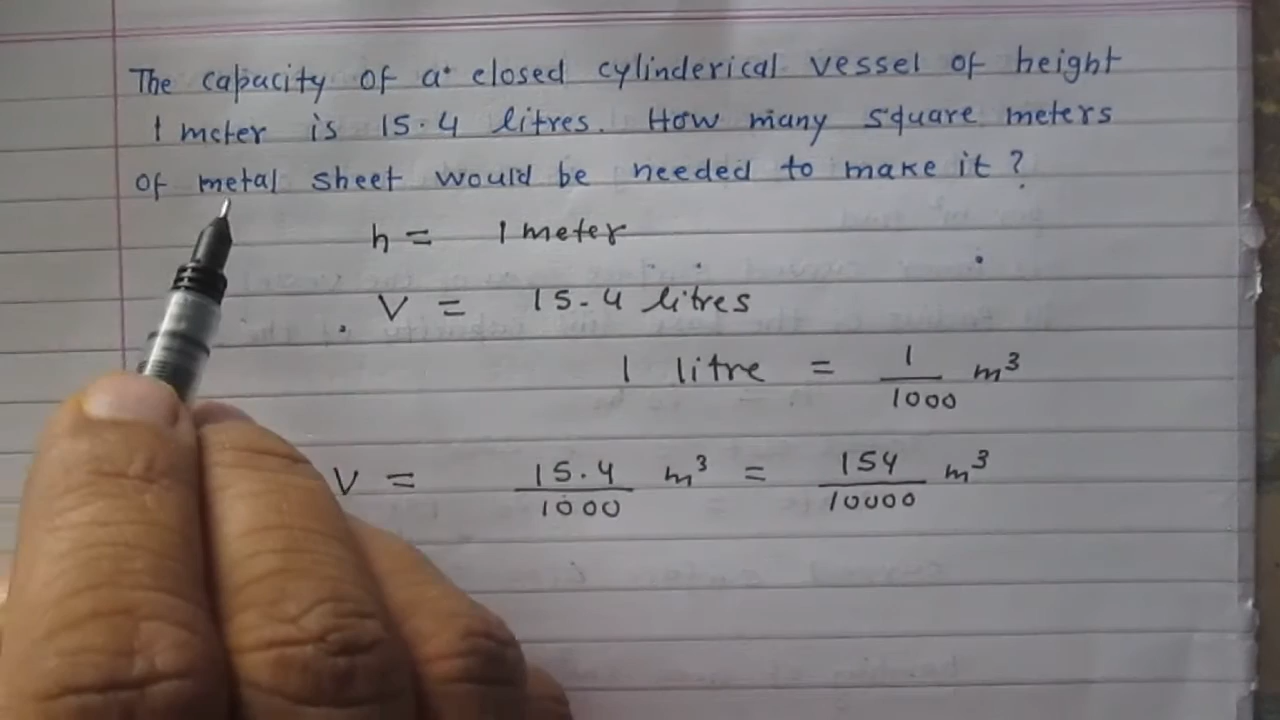 The capacity of a closed cylinderical vessel of height
1 meter is 15.4 litres. How many square meters
of metal sheet would be needed to make it?
h = 1 meter
V = 15.4 litres
1 litre = 1/1000 m³
V = 15.4/1000 m³ = 154/10000 m³